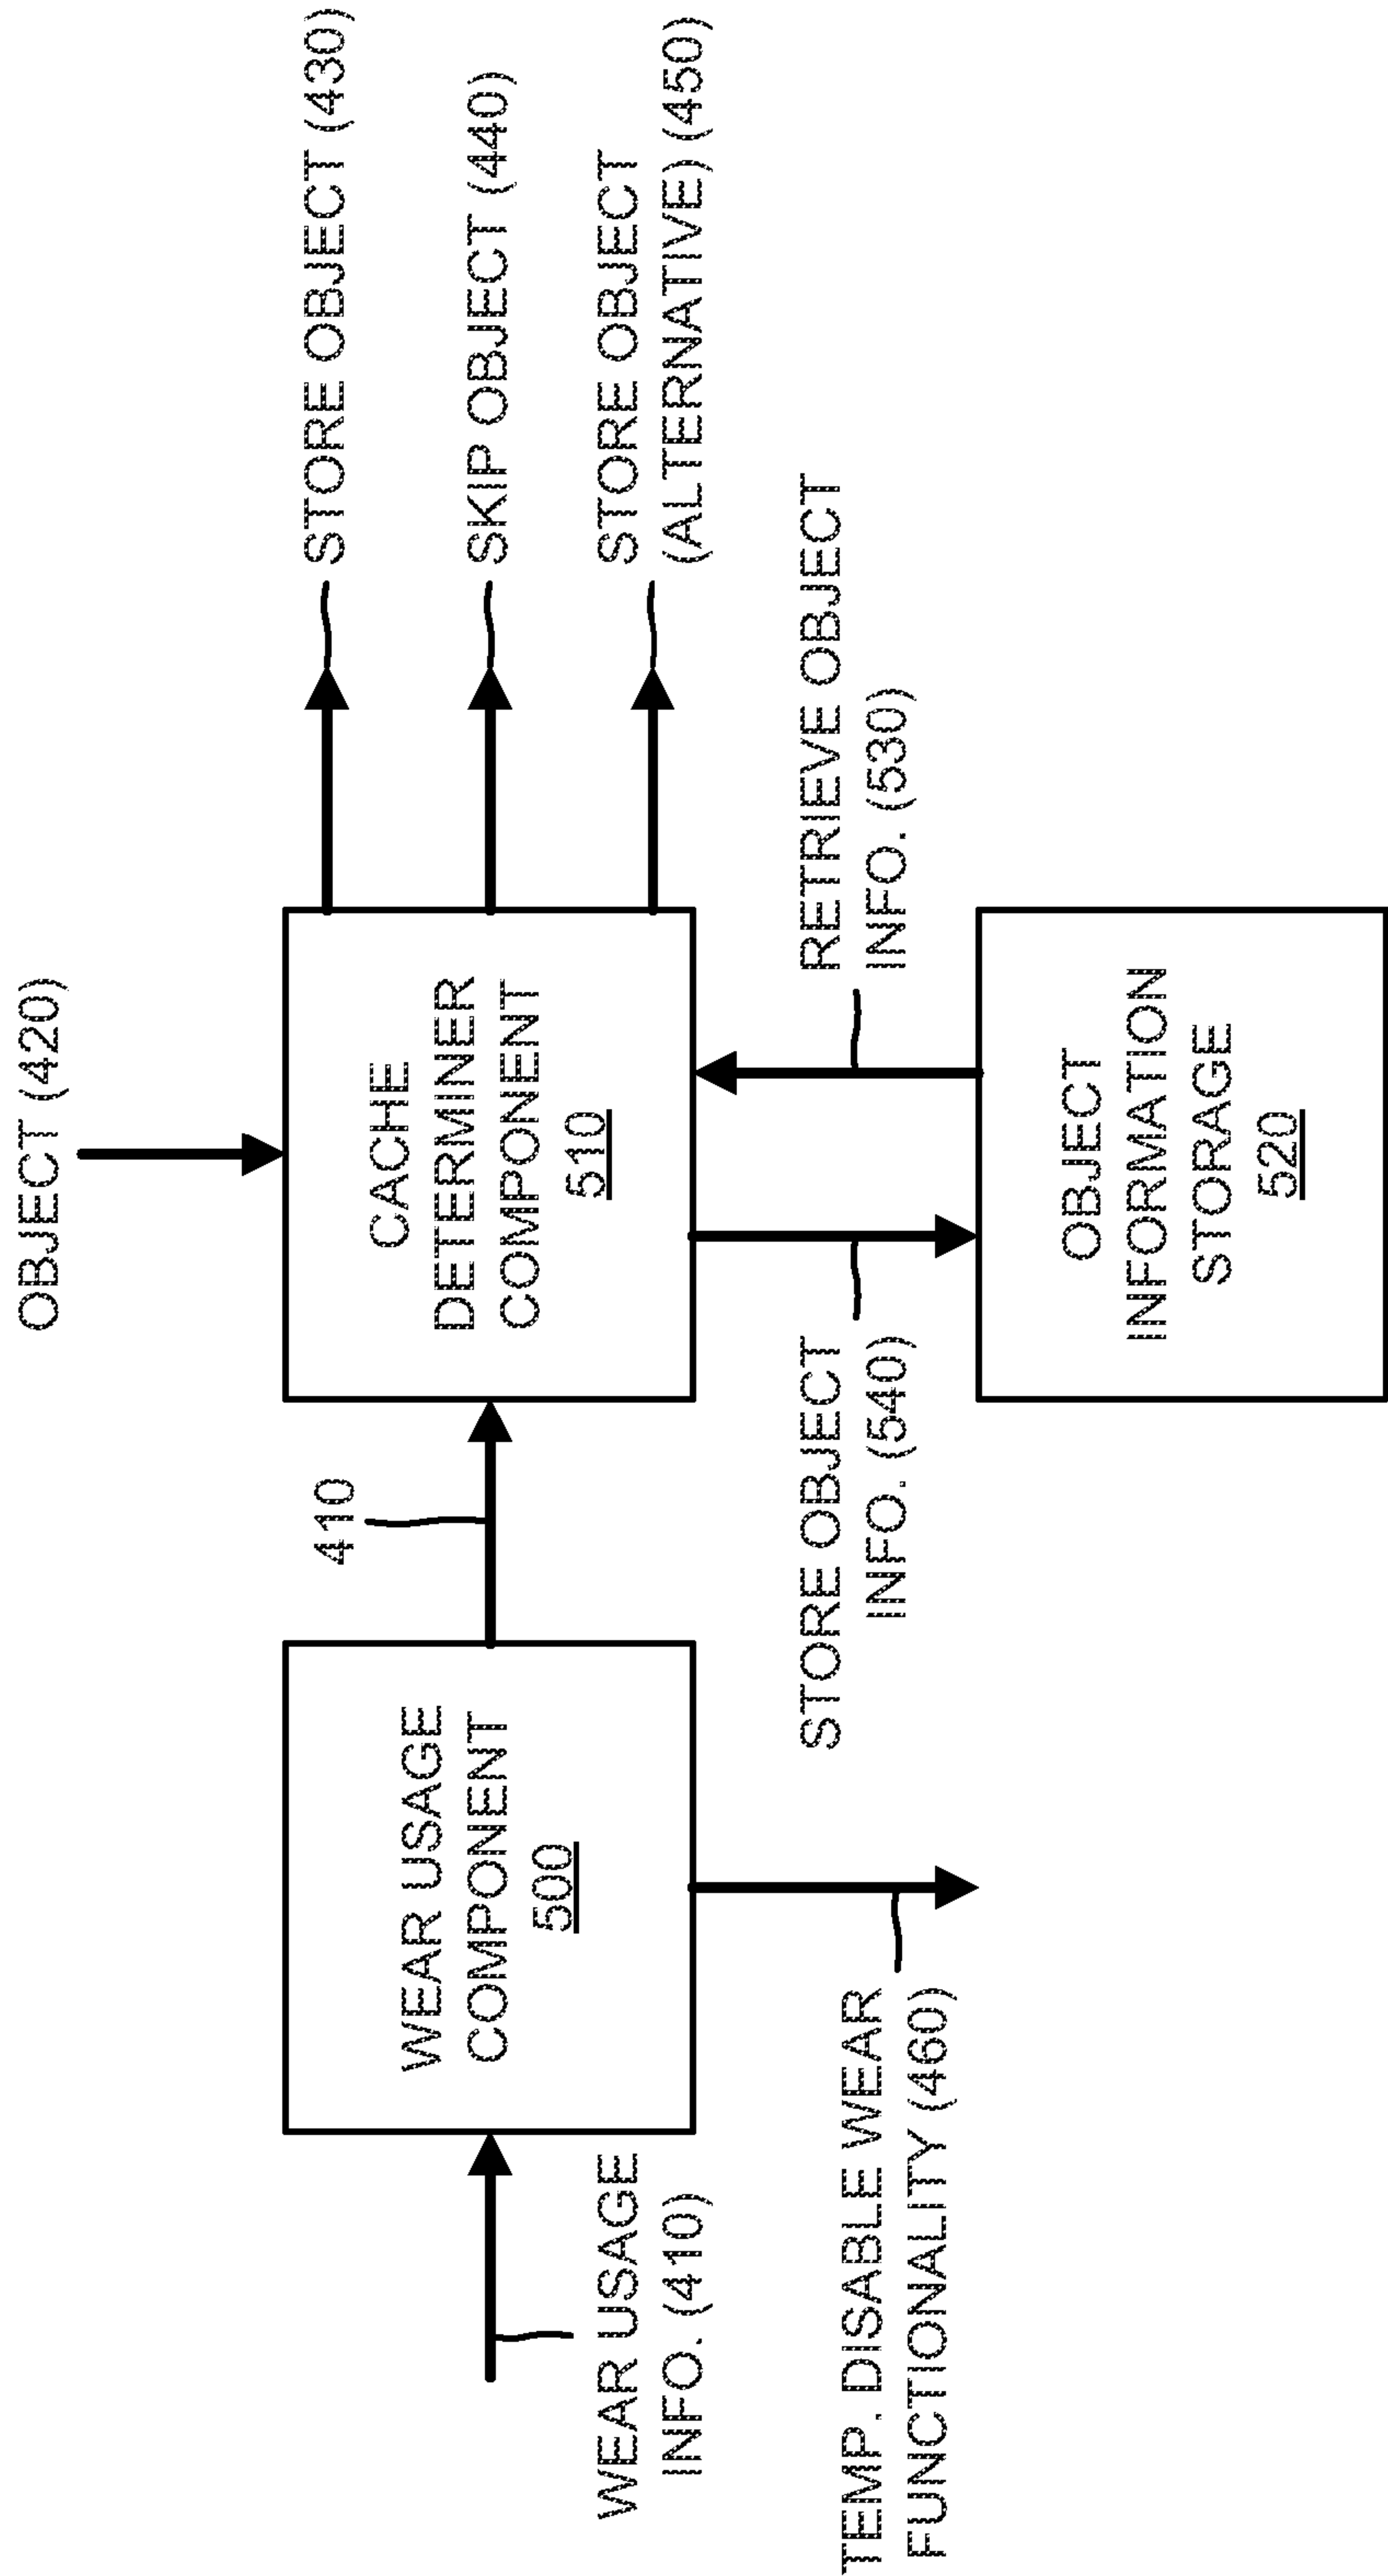 OBJECT (420)
410
STORE OBJECT (430)
WEAR USAGE
COMPONENT
500
CACHE
DETERMINER
COMPONENT
510
SKIP OBJECT (440)
WEAR USAGE
INFO. (410)
STORE OBJECT
(ALTERNATIVE) (450)
TEMP. DISABLE WEAR
FUNCTIONALITY (460)
STORE OBJECT
INFO. (540)
RETRIEVE OBJECT
INFO. (530)
OBJECT
INFORMATION
STORAGE
520